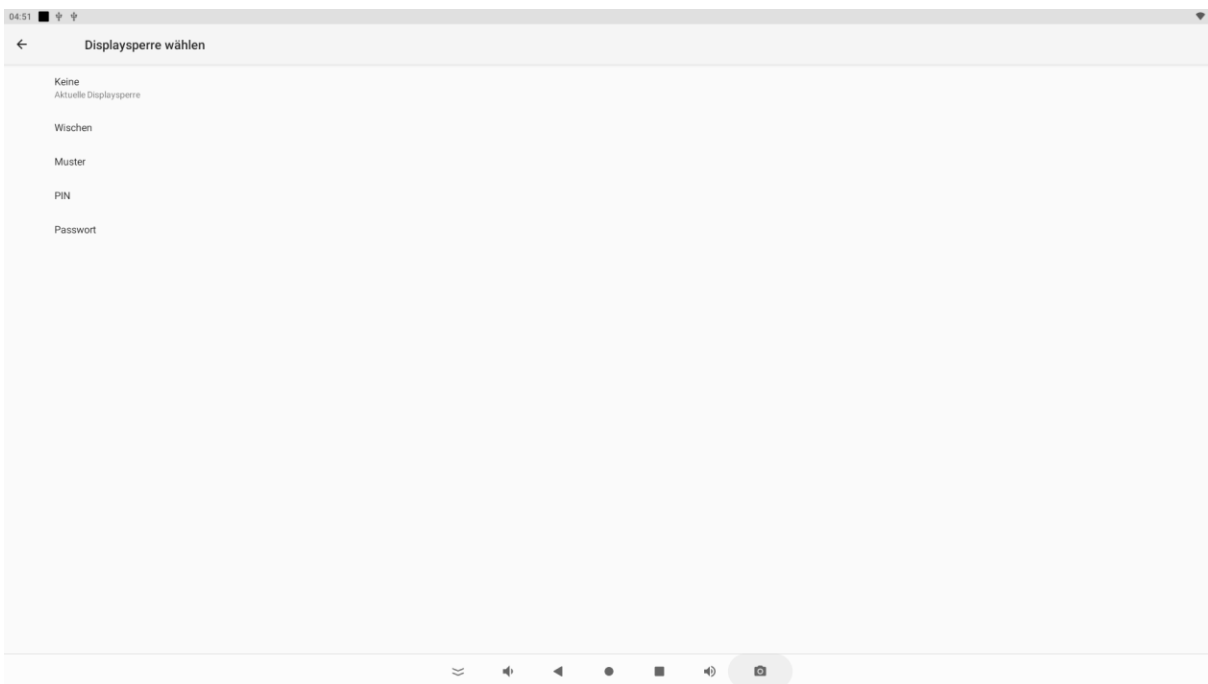 04:51
Displaysperre wählen
Keine
Aktuelle Displaysperre
Wischen
Muster
PIN
Passwort